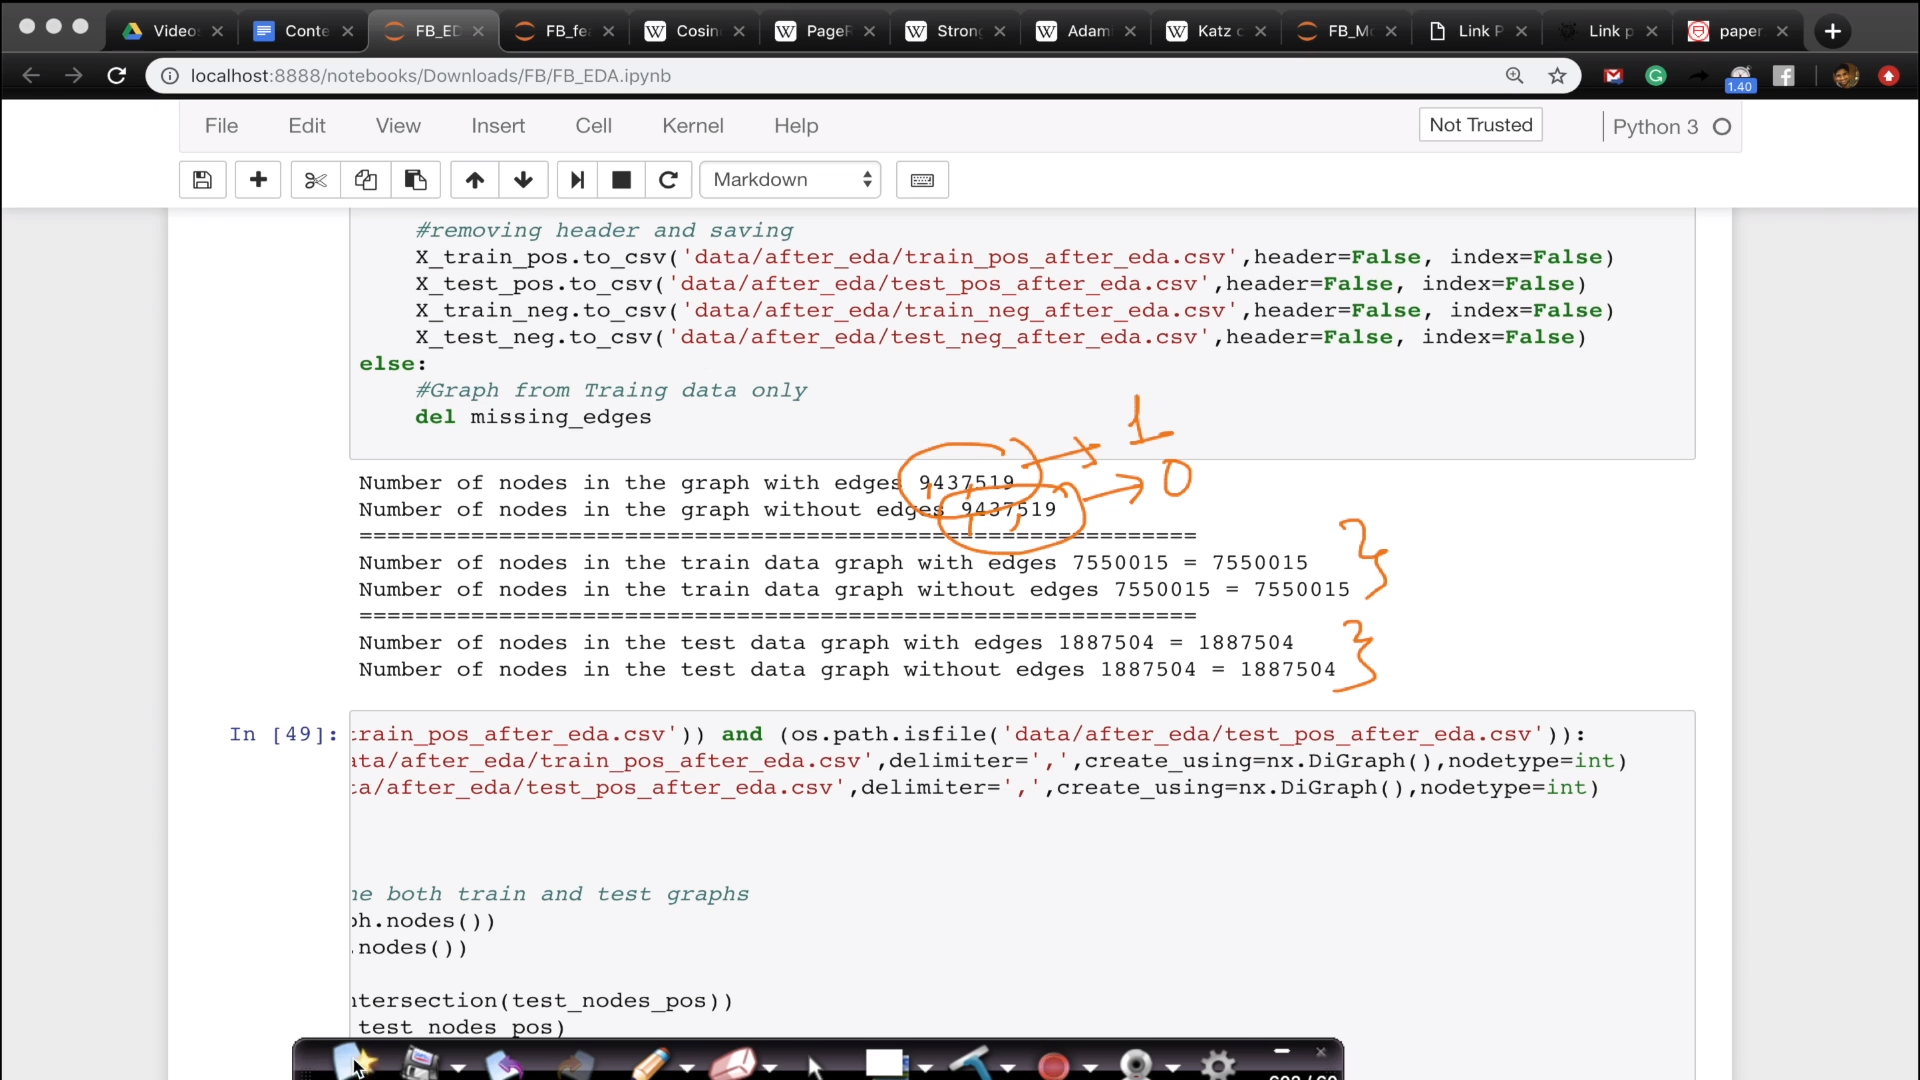 Video
Conte
FB_ED
FB_fe
Cosin
PageR
Strong
Adam
Katz c
FB_M
Link P
Link p
paper
localhost:8888/notebooks/Downloads/FB/FB_EDA.ipynb
1.40
File Edit View Insert Cell Kernel Help
Not Trusted
Python 3
Markdown
#removing header and saving
X_train_pos.to_csv('data/after_eda/train_pos_after_eda.csv',header=False, index=False)
X_test_pos.to_csv('data/after_eda/test_pos_after_eda.csv',header=False, index=False)
X_train_neg.to_csv('data/after_eda/train_neg_after_eda.csv',header=False, index=False)
X_test_neg.to_csv('data/after_eda/test_neg_after_eda.csv',header=False, index=False)
else:
#Graph from Traing data only
del missing_edges
1
Number of nodes in the graph with edges 9437519
0
Number of nodes in the graph without edges 9437519
============================================================
Number of nodes in the train data graph with edges 7550015 = 7550015
Number of nodes in the train data graph without edges 7550015 = 7550015
============================================================
Number of nodes in the test data graph with edges 1887504 = 1887504
Number of nodes in the test data graph without edges 1887504 = 1887504
In [49]: train_pos_after_eda.csv')) and (os.path.isfile('data/after_eda/test_pos_after_eda.csv')):
ata/after_eda/train_pos_after_eda.csv',delimiter=',',create_using=nx.DiGraph(),nodetype=int)
ta/after_eda/test_pos_after_eda.csv',delimiter=',',create_using=nx.DiGraph(),nodetype=int)
he both train and test graphs
ph.nodes())
.nodes())
ntersection(test_nodes_pos))
test_nodes_pos)